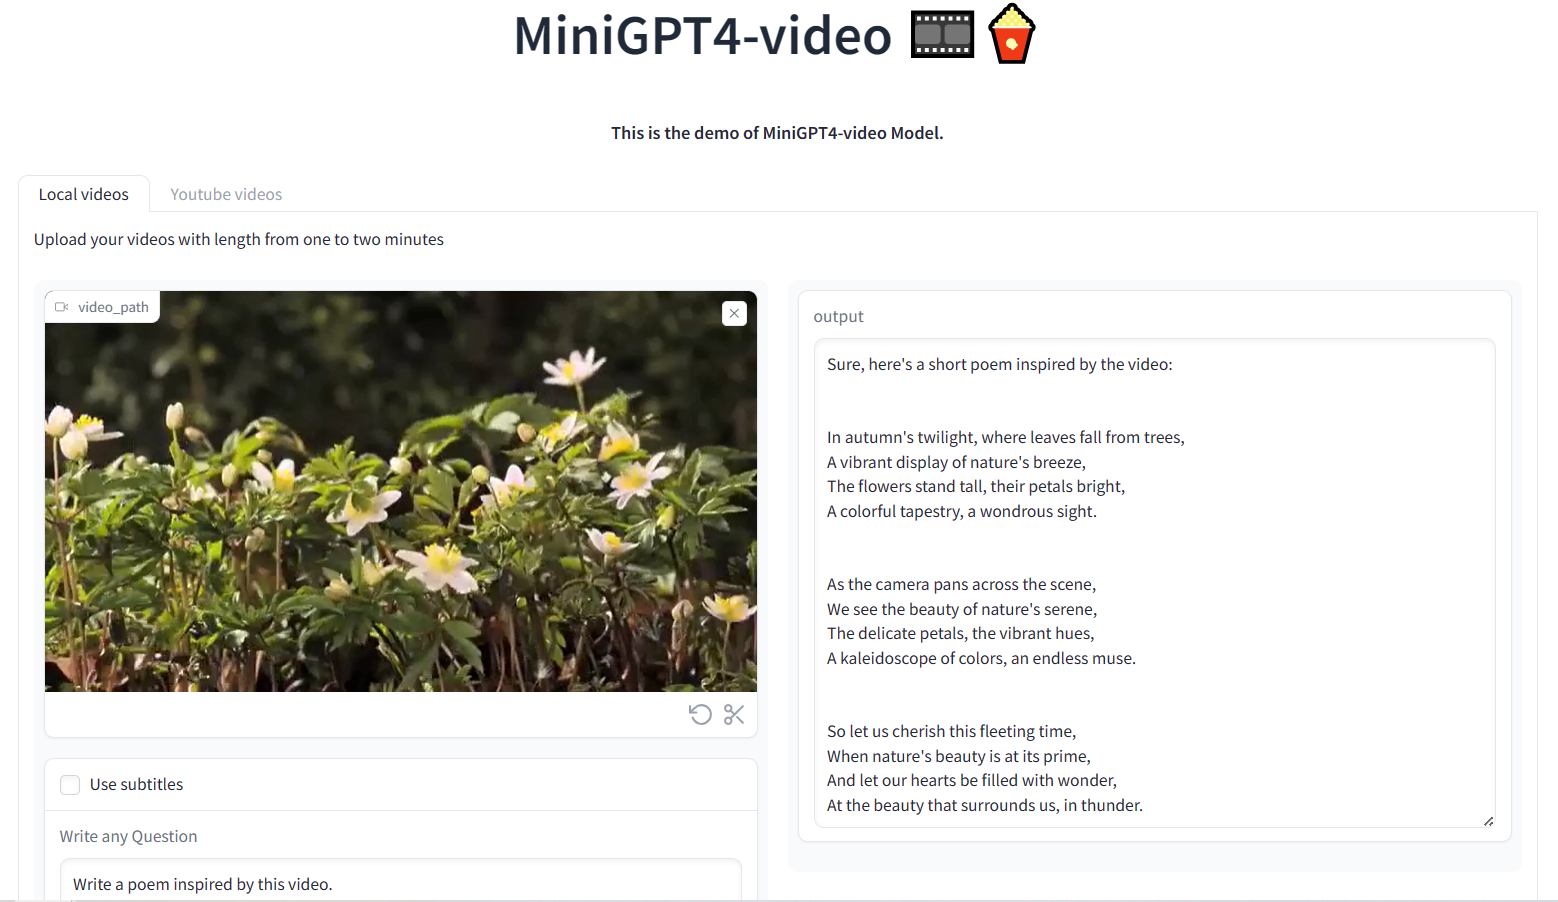 MiniGPT4-video
This is the demo of MiniGPT4-video Model.
Local videos
Youtube videos
Upload your videos with length from one to two minutes
video_path
Use subtitles
Write any Question
Write a poem inspired by this video.
output
Sure, here's a short poem inspired by the video:
In autumn's twilight, where leaves fall from trees,
A vibrant display of nature's breeze,
The flowers stand tall, their petals bright,
A colorful tapestry, a wondrous sight.
As the camera pans across the scene,
We see the beauty of nature's serene,
The delicate petals, the vibrant hues,
A kaleidoscope of colors, an endless muse.
So let us cherish this fleeting time,
When nature's beauty is at its prime,
And let our hearts be filled with wonder,
At the beauty that surrounds us, in thunder.